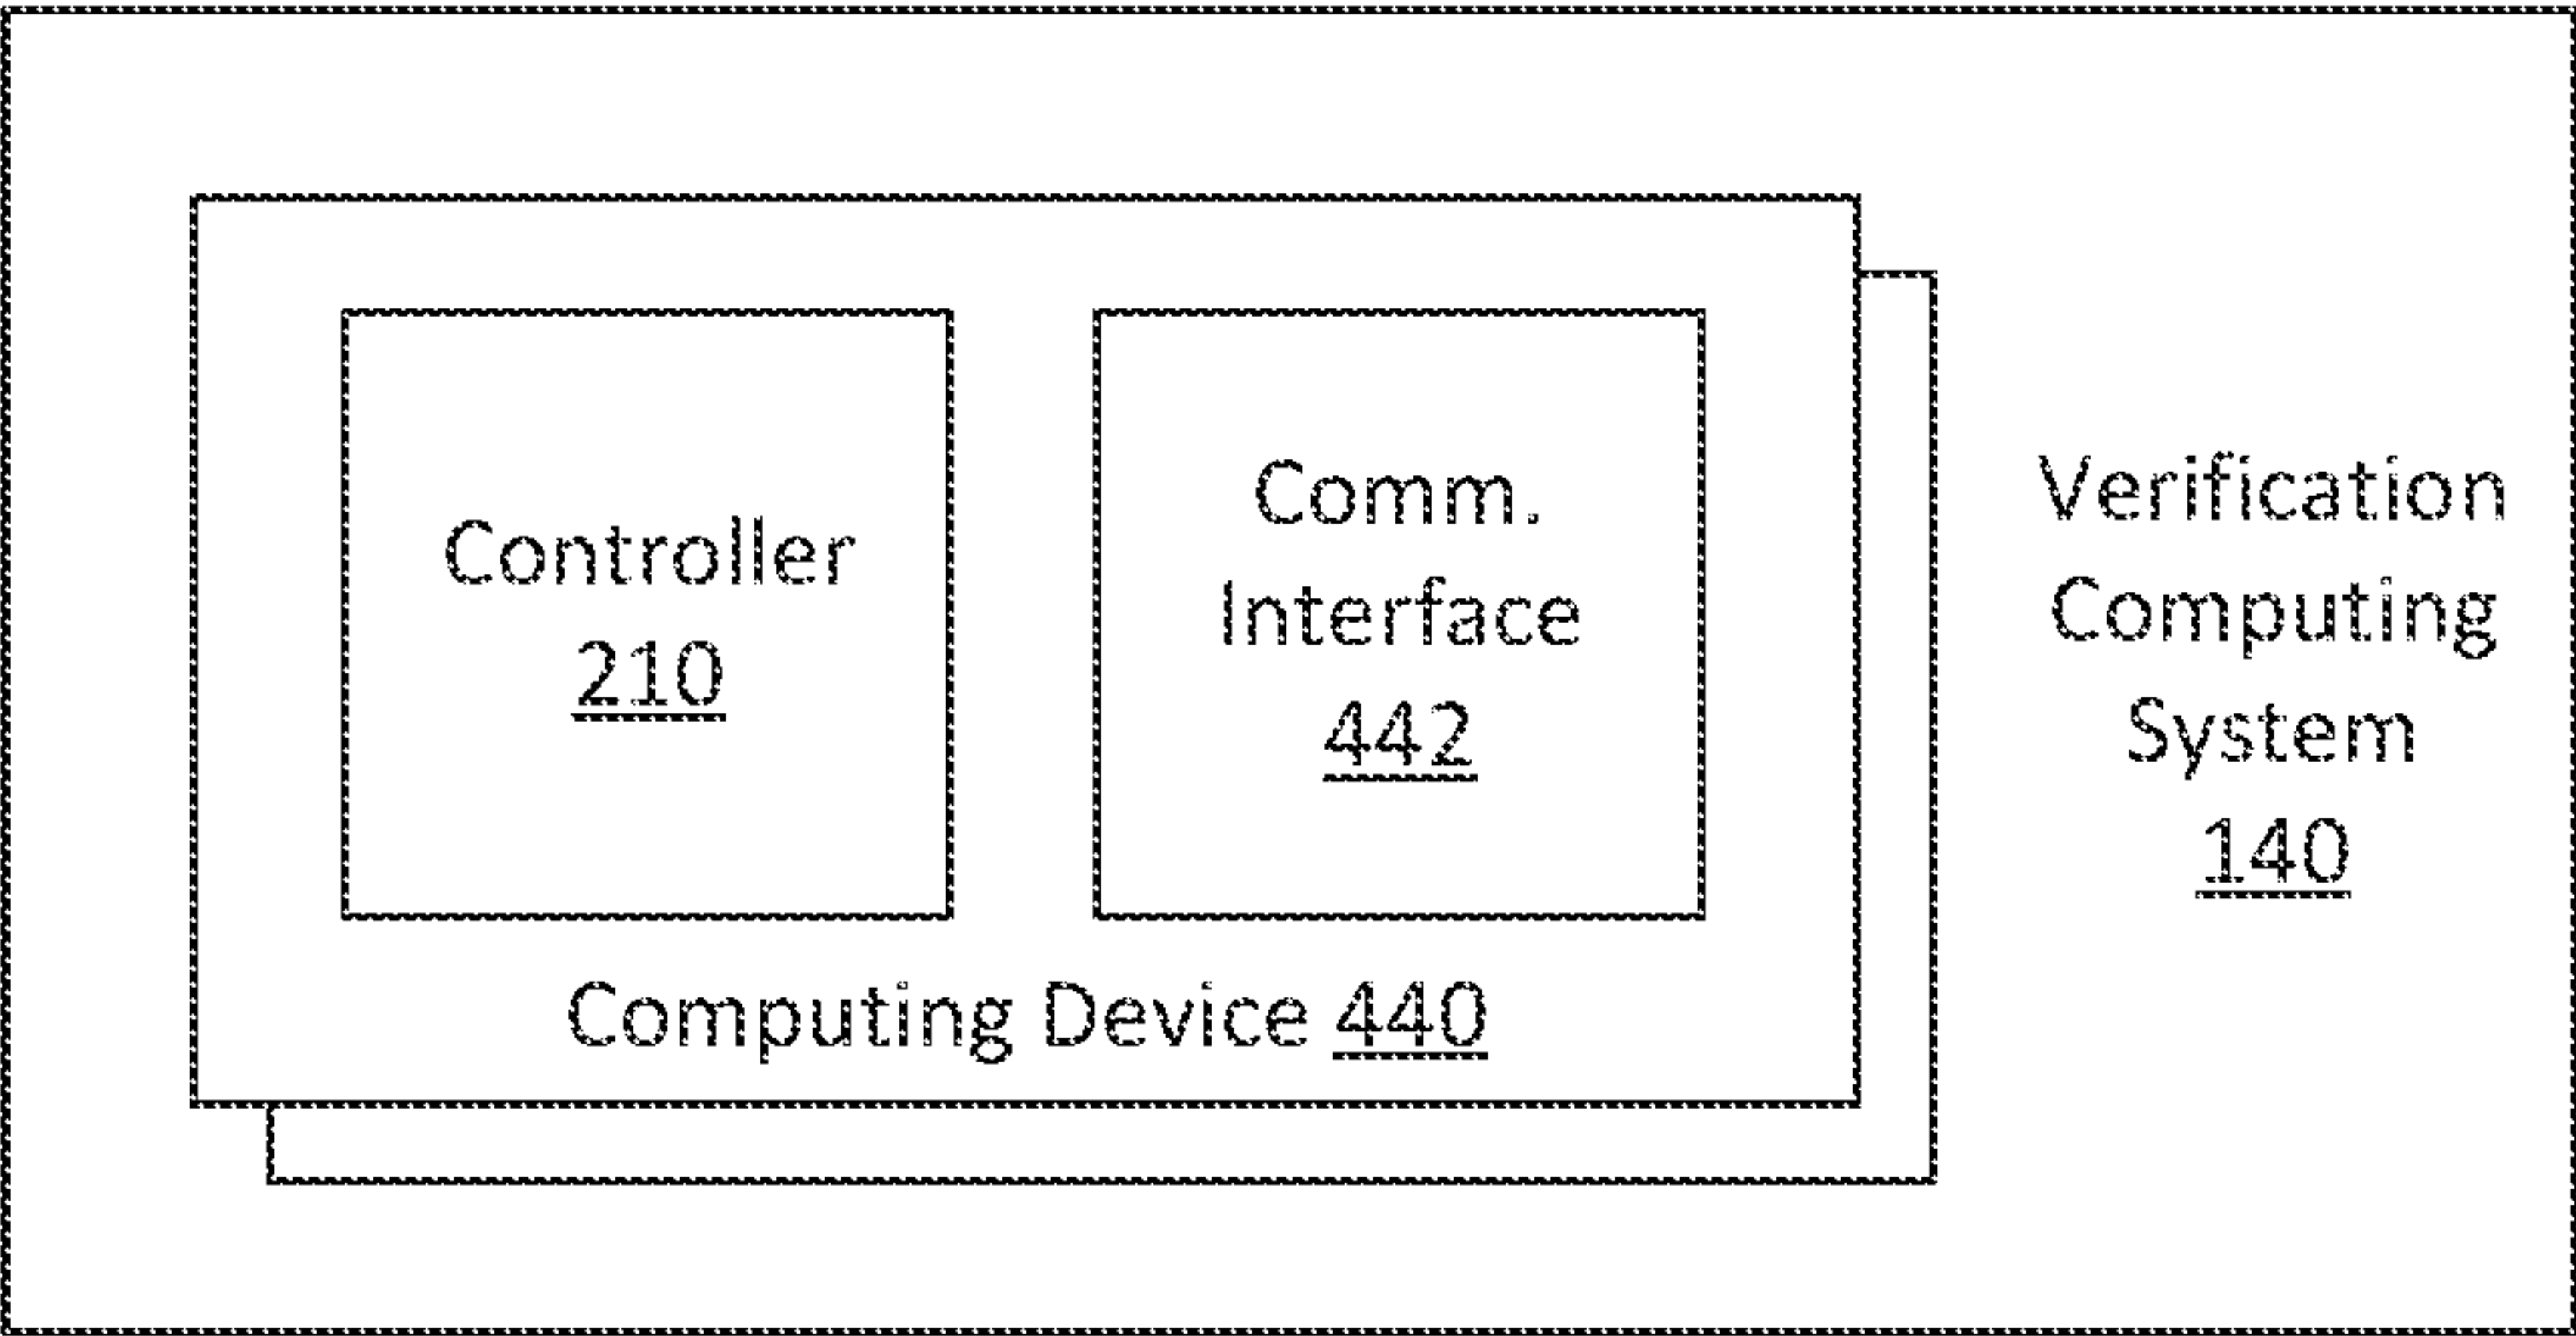 Controller
210
Comm.
Interface
442
Computing Device 440
Verification
Computing
System
140